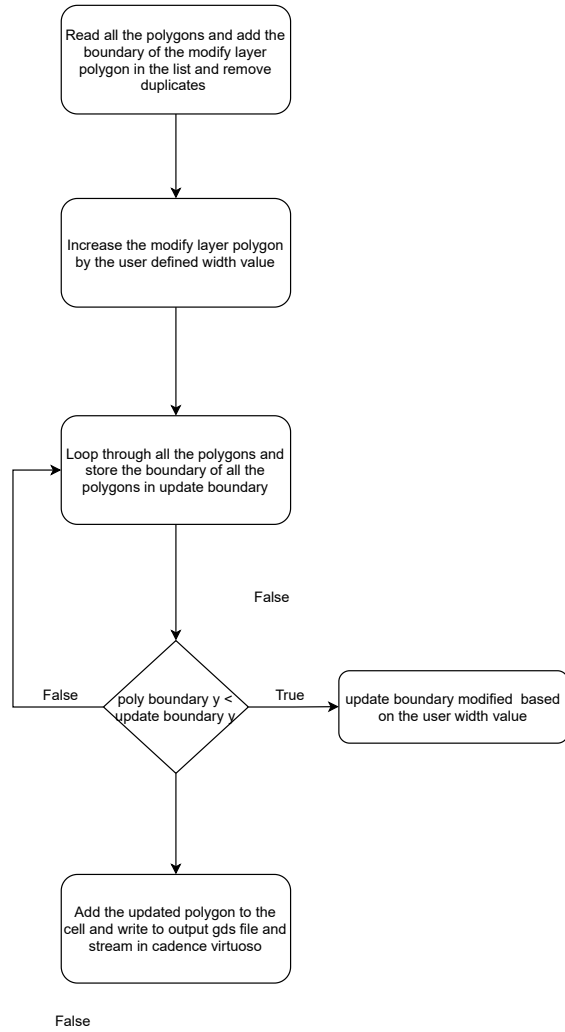 Read all the polygons and add the
boundary of the modify layer
polygon in the list and remove
duplicates
Increase the modify layer polygon
by the user defined width value
Loop through all the polygons and
store the boundary of all the
polygons in update boundary
False
False
poly boundary y <
update boundary y
True
update boundary modified  based
on the user width value
Add the updated polygon to the
cell and write to output gds file and
stream in cadence virtuoso
False